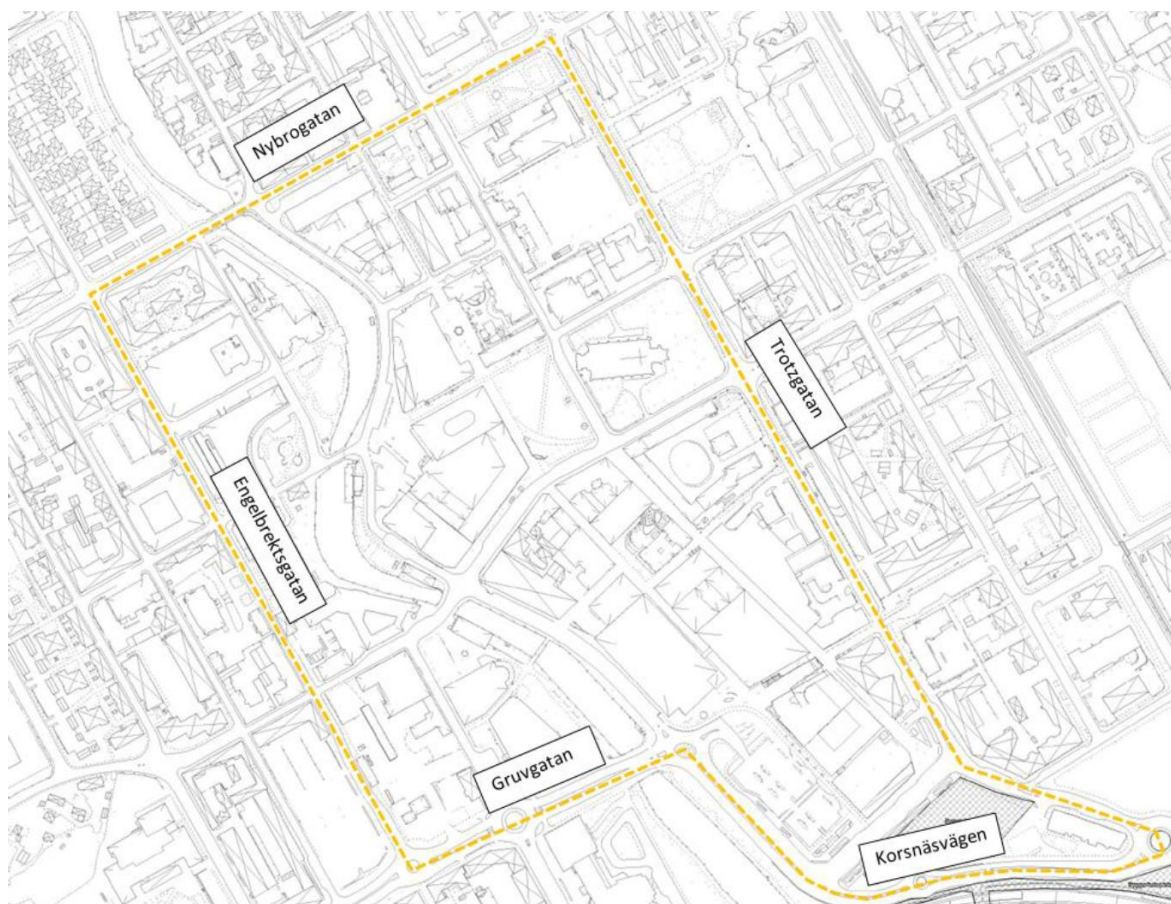 Nybrogatan
Trotzgatan
Engelbrektsgatan
Gruvgatan
Korsnäsvägen